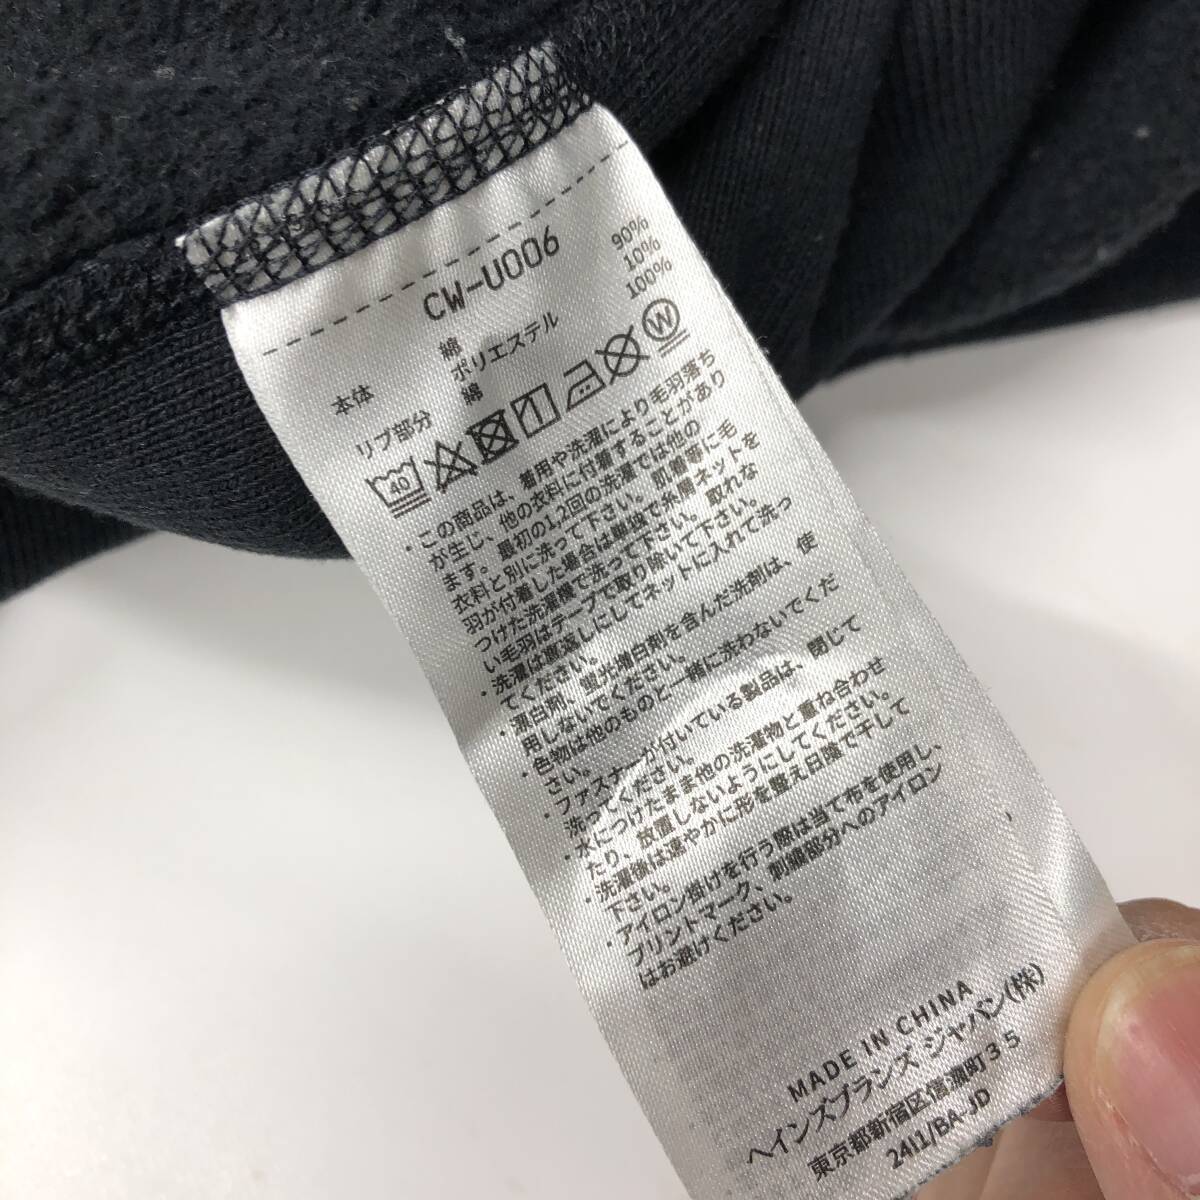 CW-U006
本体 綿 90%
ポリエステル 10%
リブ部分 綿 100%
40 W
・この商品は、着用や洗濯により毛羽落ち
が生じ、他の衣料に付着することがあり
ます。最初の1,2回の洗濯では他の
衣料と別に洗って下さい。肌着等に毛
羽が付着した場合は単独で糸屑ネットを
つけた洗濯機で洗って下さい。取れな
い毛羽はテープで取り除いて下さい。
・洗濯は裏返しにしてネットに入れて洗っ
てください。
・漂白剤、蛍光増白剤を含んだ洗剤は、使
用しないでください。
・色物は他のものと一緒に洗わないでくだ
さい。
・ファスナーが付いている製品は、閉じて
洗ってください。
・水につけたまま他の洗濯物と重ね合わせ
たり、放置しないようにしてください。
・洗濯後は速やかに形を整え日陰で干して
下さい。
・アイロン掛けを行う際は当て布を使用し、
プリントマーク、刺繍部分へのアイロン
はお避けください。
MADE IN CHINA
ヘインズブランズ ジャパン(株)
東京都新宿区信濃町35
24I1/BA-JD